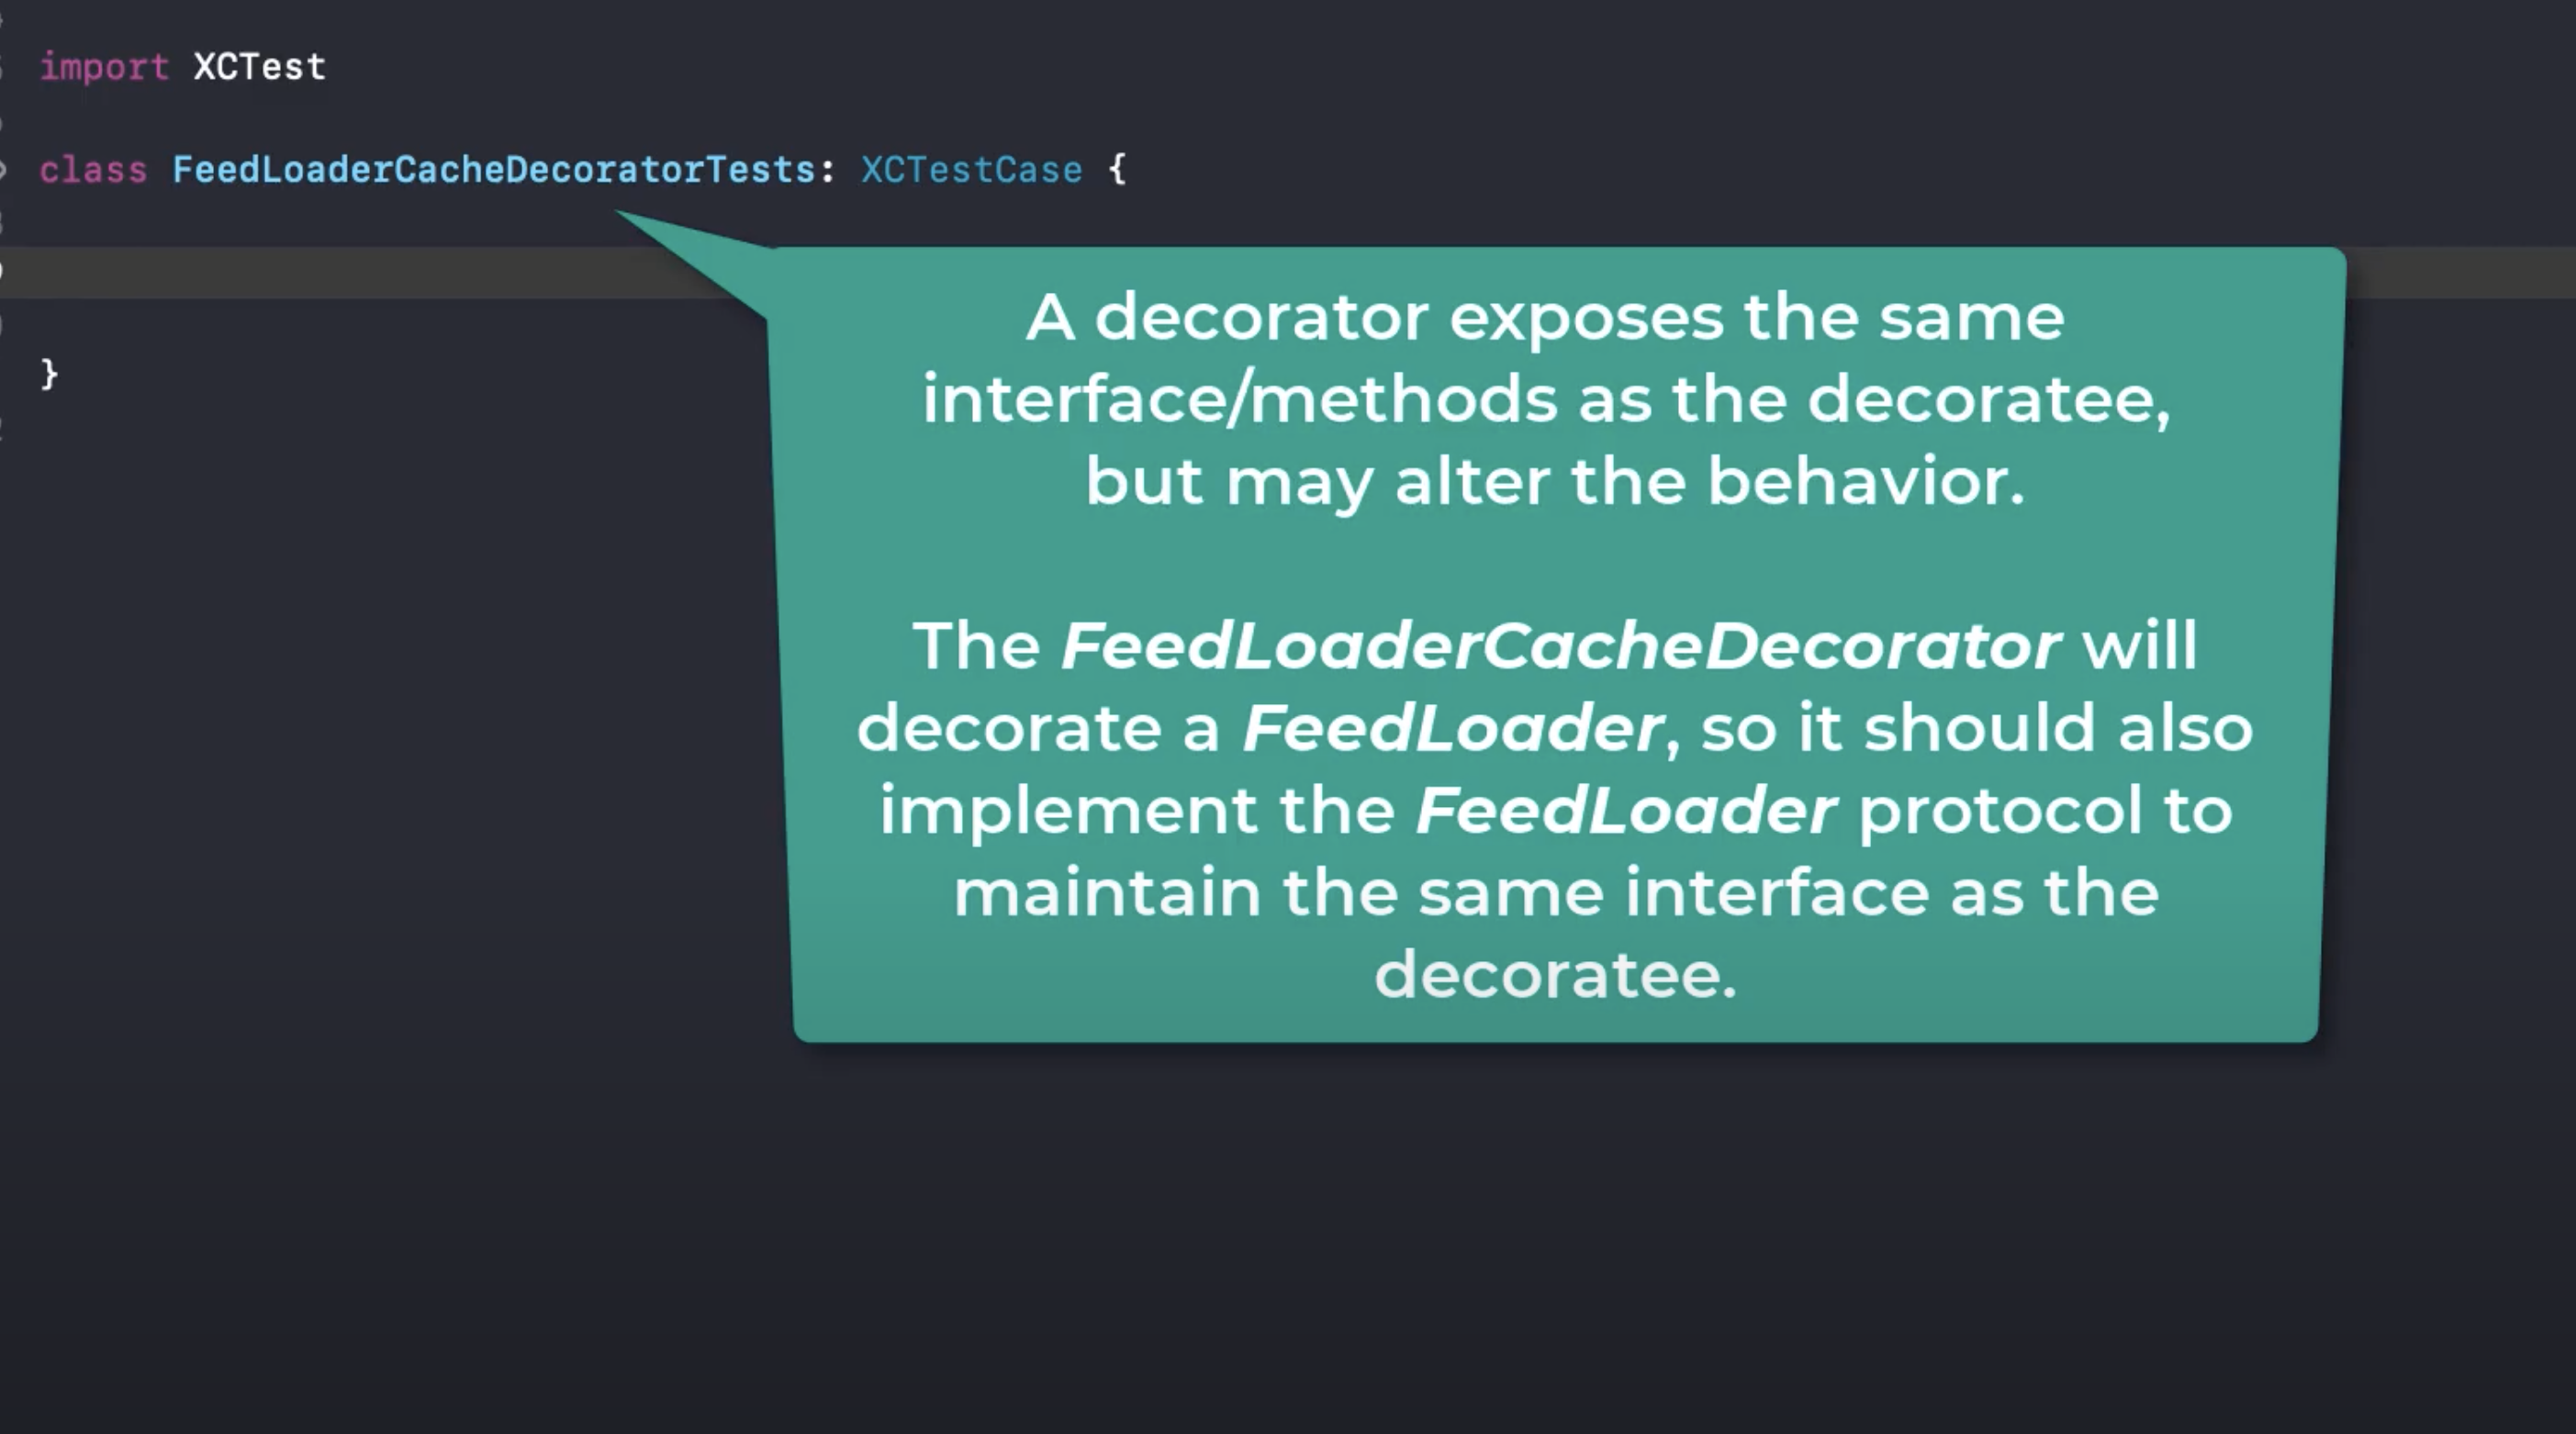 import XCTest
class FeedLoaderCacheDecoratorTests: XCTestCase {
A decorator exposes the same
interface/methods as the decoratee,
but may alter the behavior.
The FeedLoaderCacheDecorator will
decorate a FeedLoader, so it should also
implement the FeedLoader protocol to
maintain the same interface as the
decoratee.
}